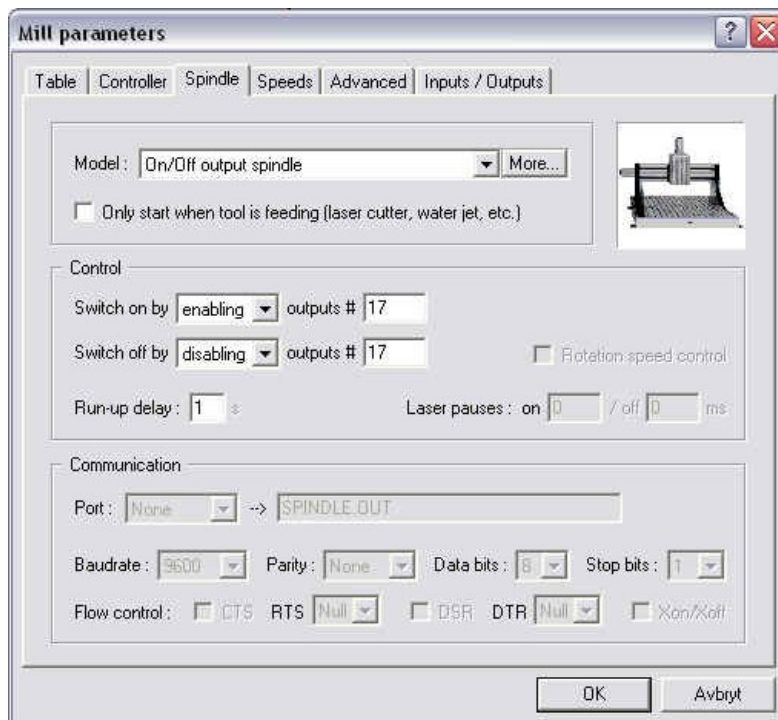 Mill parameters
Table Controller Spindle Speeds Advanced Inputs / Outputs
Model : On/Off output spindle More...
Only start when tool is feeding (laser cutter, water jet, etc.)
Control
Switch on by enabling outputs # 17
Switch off by disabling outputs # 17 Rotation speed control
Run-up delay : 1 s Laser pauses : on 0 / off 0 ms
Communication
Port : None --> SPINDLE.OUT
Baudrate : 9600 Parity : None Data bits : 8 Stop bits : 1
Flow control : CTS RTS Null DSR DTR Null Xon/Xoff
OK Avbryt